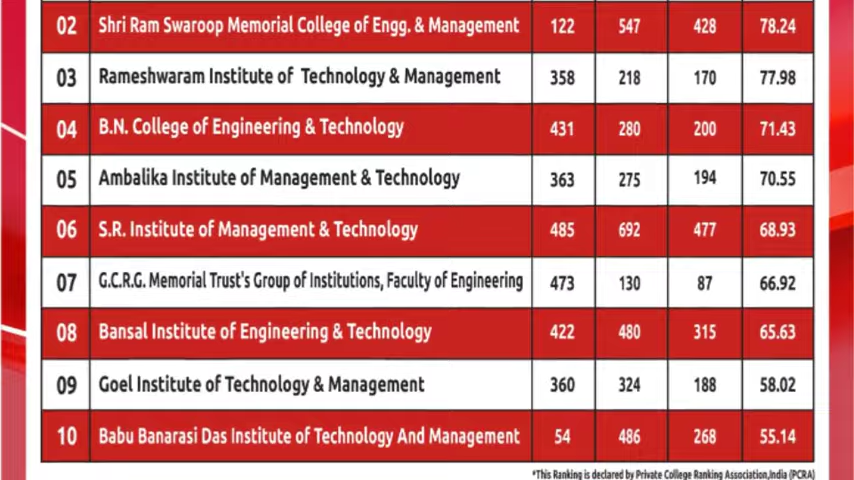 02 Shri Ram Swaroop Memorial College of Engg. & Management 122 547 428 78.24
03 Rameshwaram Institute of Technology & Management 358 218 170 77.98
04 B.N. College of Engineering & Technology 431 280 200 71.43
05 Ambalika Institute of Management & Technology 363 275 194 70.55
06 S.R. Institute of Management & Technology 485 692 477 68.93
07 G.C.R.G. Memorial Trust's Group of Institutions, Faculty of Engineering 473 130 87 66.92
08 Bansal Institute of Engineering & Technology 422 480 315 65.63
09 Goel Institute of Technology & Management 360 324 188 58.02
10 Babu Banarasi Das Institute of Technology And Management 54 486 268 55.14
*This Ranking is declared by Private College Ranking Association,India (PCRA)